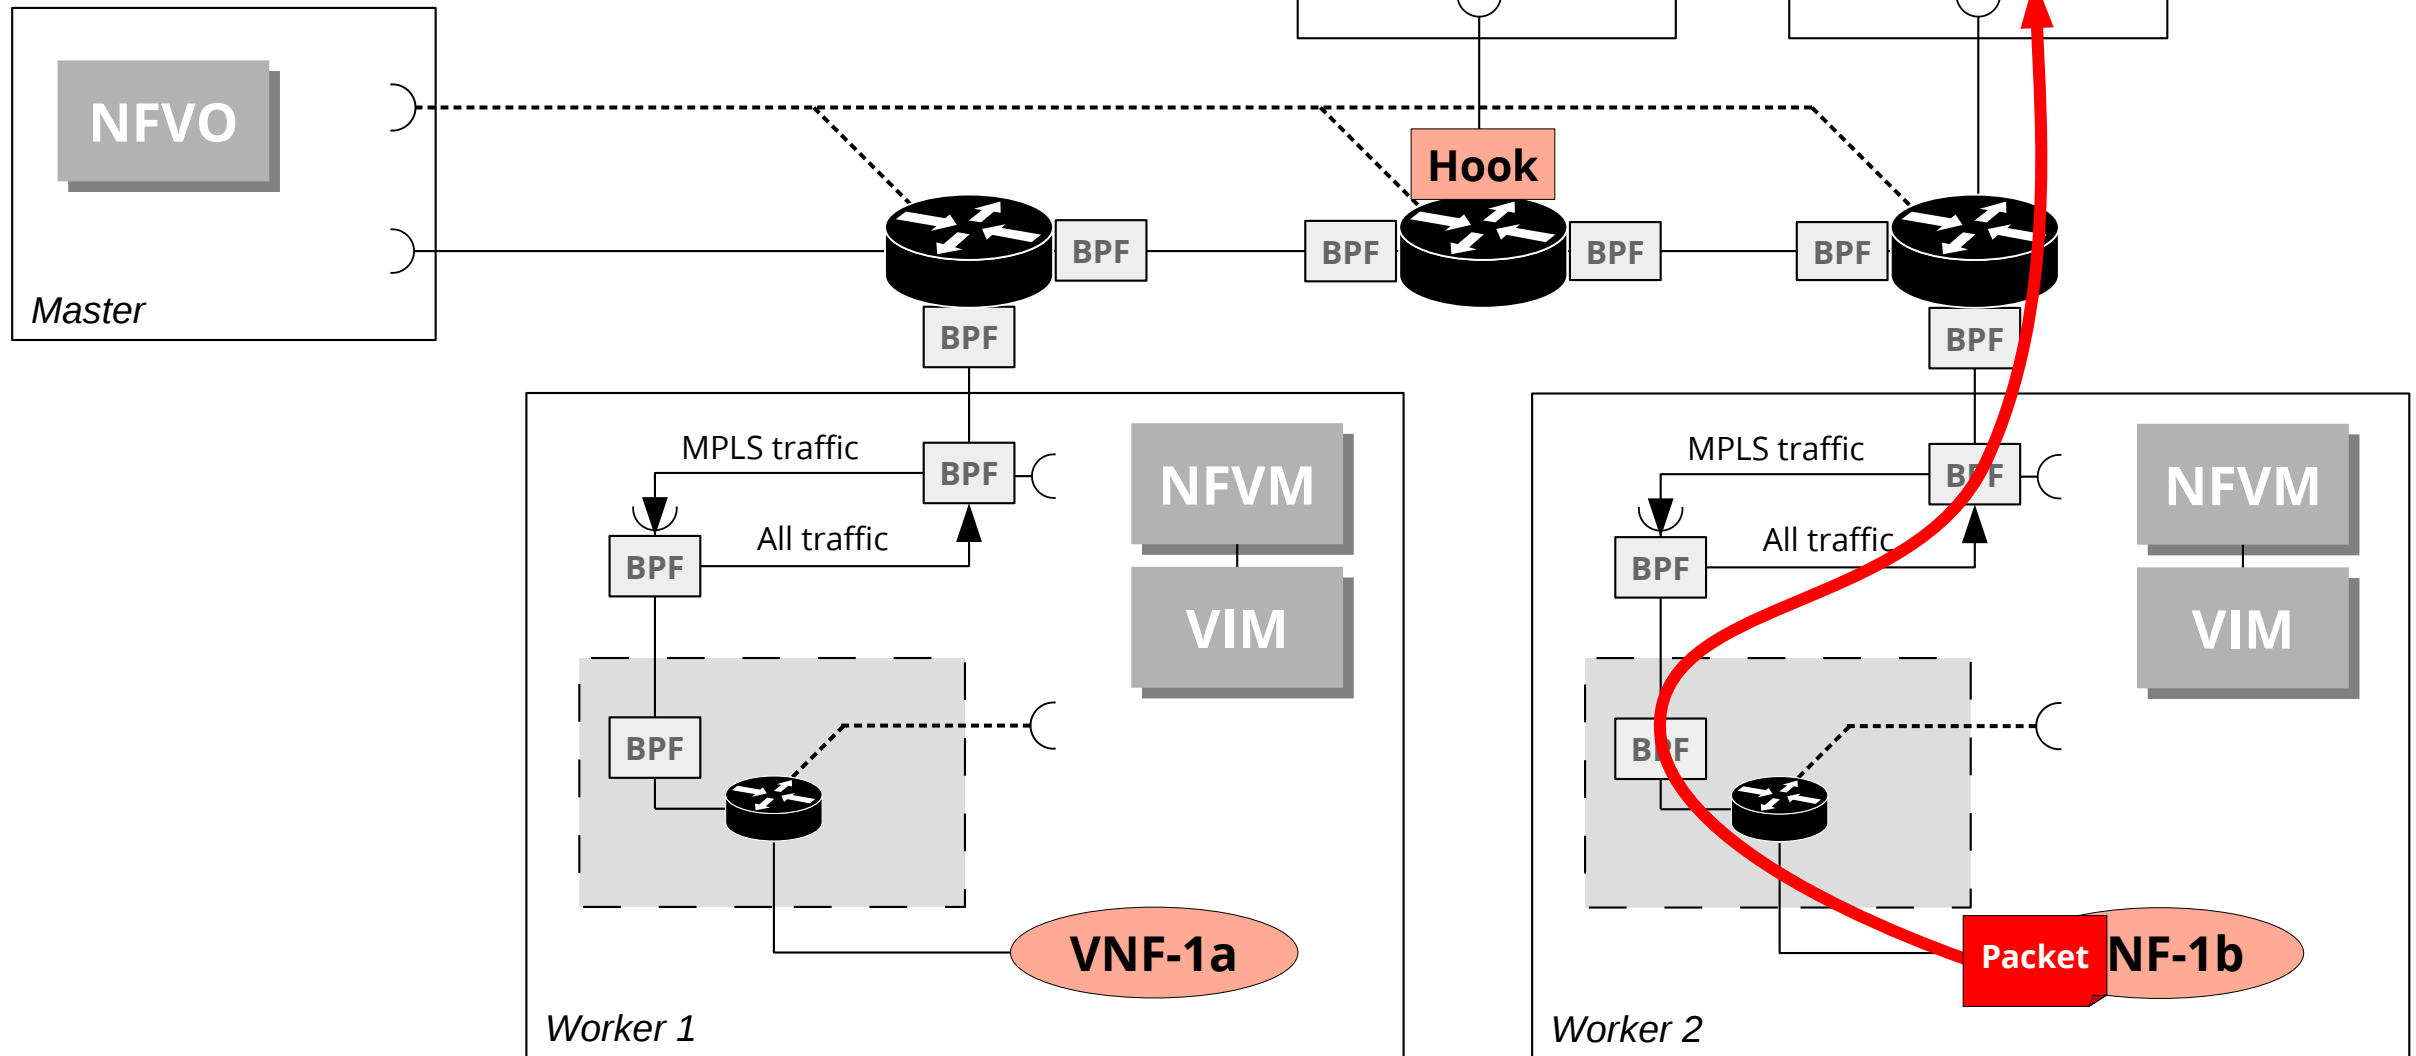 NFVO
Hook
BPF
BPF
BPF
BPF
Master
BPF
BPF
MPLS traffic
BPF
NFVM
All traffic
BPF
VIM
BPF
VNF-1a
Worker 1
MPLS traffic
BPF
NFVM
All traffic
BPF
VIM
BPF
Packet
NF-1b
Worker 2